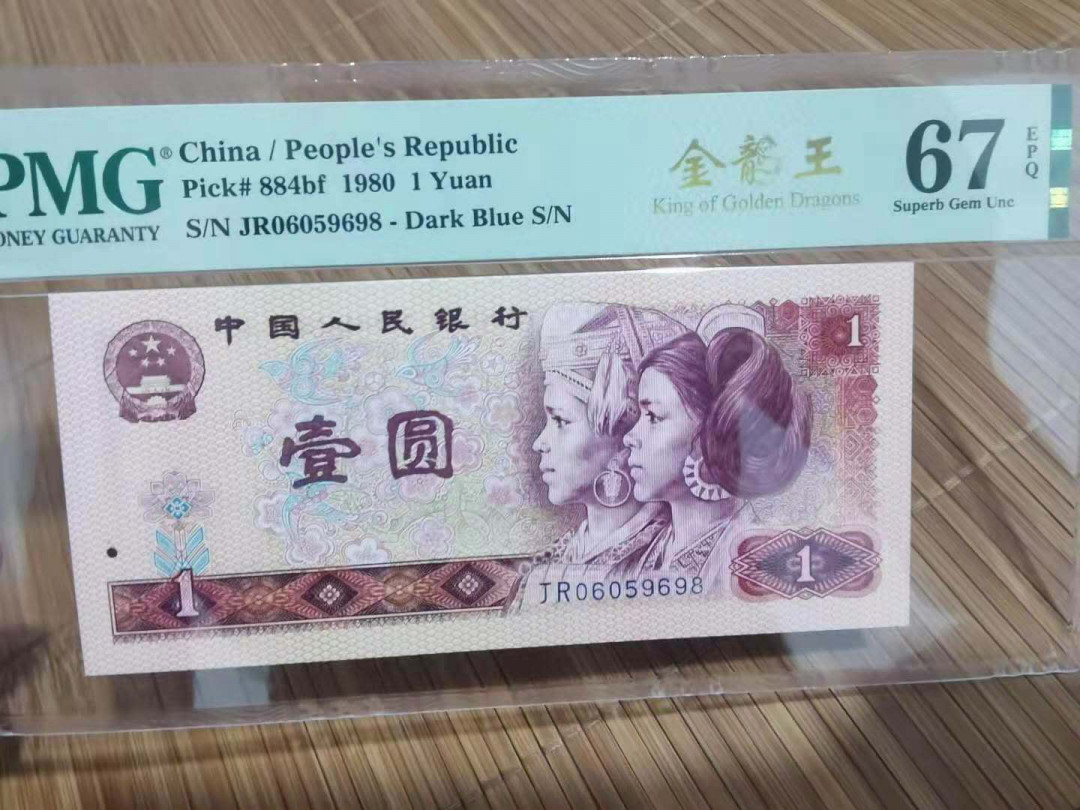 PMG®
MONEY GUARANTY
China / People's Republic
Pick# 884bf 1980 1 Yuan
S/N JR06059698 - Dark Blue S/N
金龍王
King of Golden Dragons
67
EPQ
Superb Gem Unc
中国人民银行
1
壹圆
1
JR06059698
1